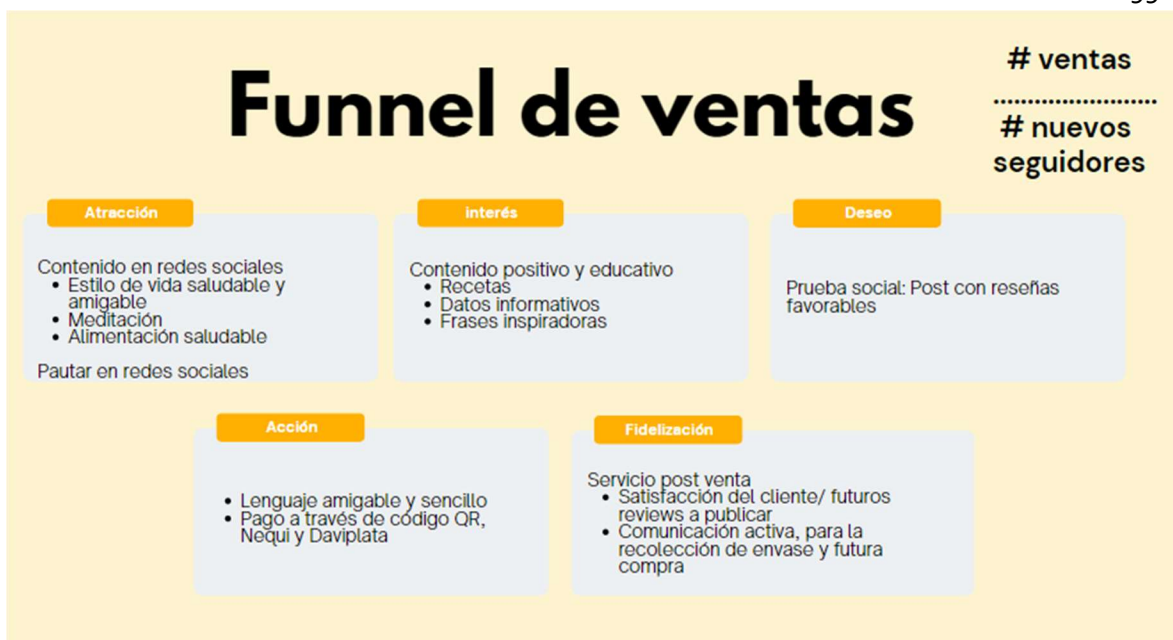 Funnel de ventas
# ventas
........................
# nuevos
seguidores
Atracción
Contenido en redes sociales
• Estilo de vida saludable y
amigable
• Meditación
• Alimentación saludable
Pautar en redes sociales
interés
Contenido positivo y educativo
• Recetas
• Datos informativos
• Frases inspiradoras
Deseo
Prueba social: Post con reseñas
favorables
Acción
• Lenguaje amigable y sencillo
• Pago a través de código QR,
Nequi y Daviplata
Fidelización
Servicio post venta
• Satisfacción del cliente/ futuros
reviews a publicar
• Comunicación activa, para la
recolección de envase y futura
compra